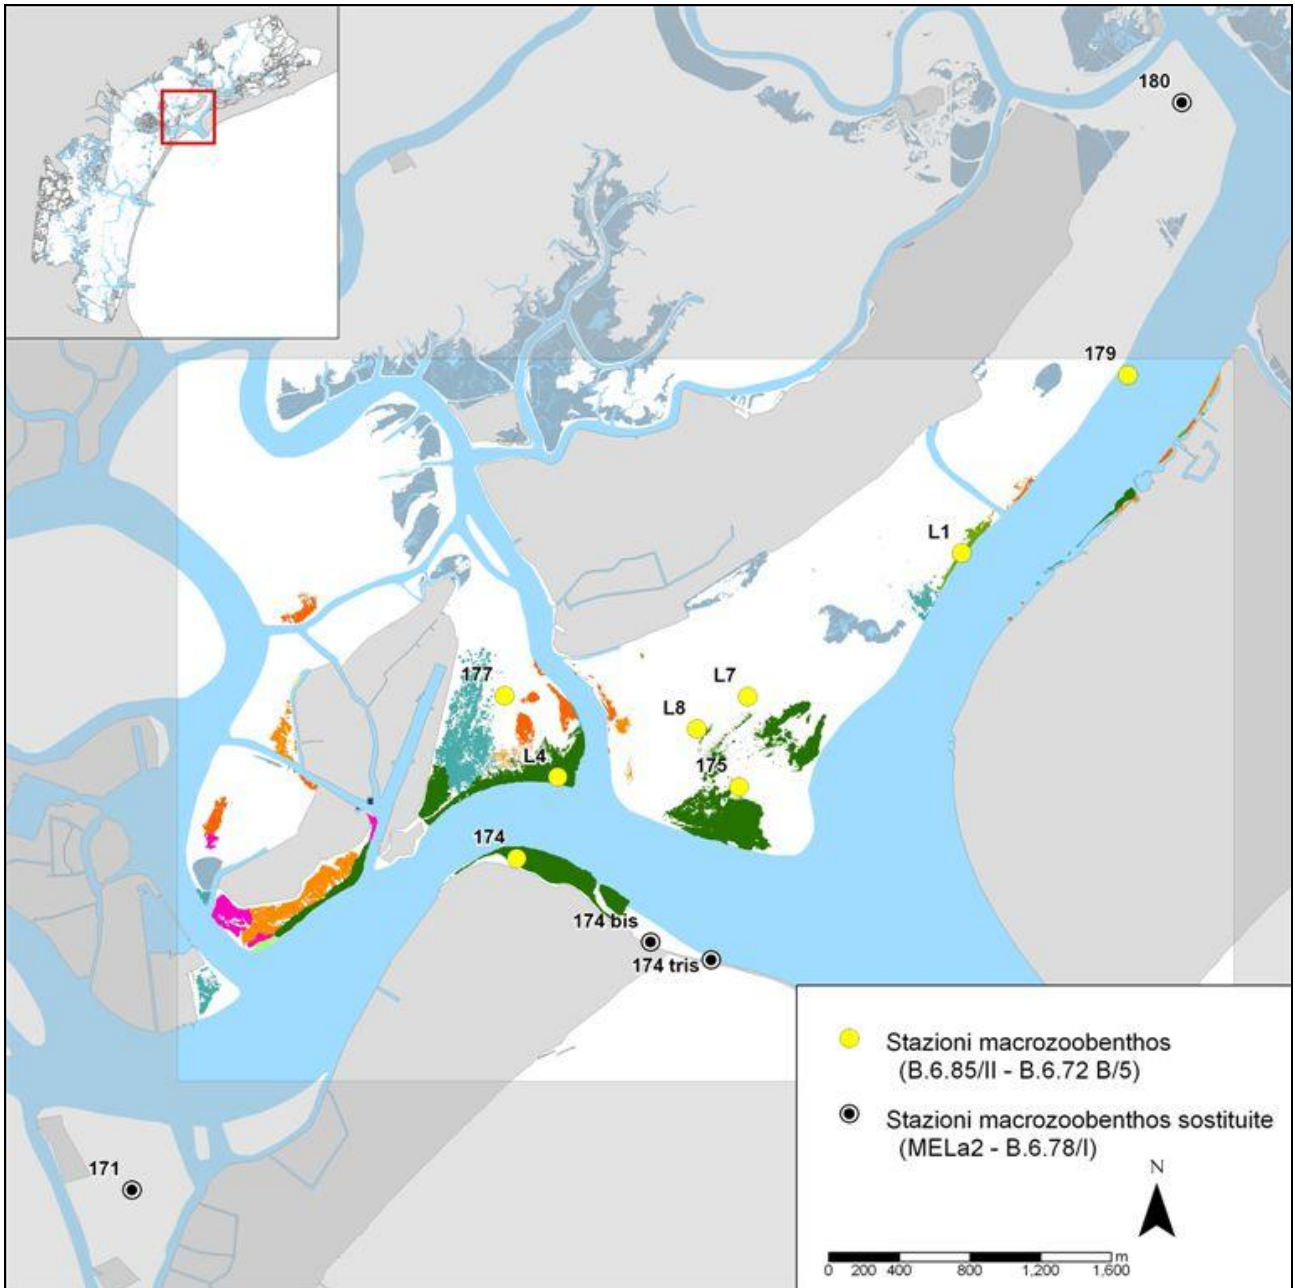 180
179
L1
177
L7
L8
L4
175
174
174 bis
174 tris
171
Stazioni macrozoobenthos
(B.6.85/II - B.6.72 B/5)
Stazioni macrozoobenthos sostituite
(MELa2 - B.6.78/I)
N
m
0 200 400 800 1,200 1,600